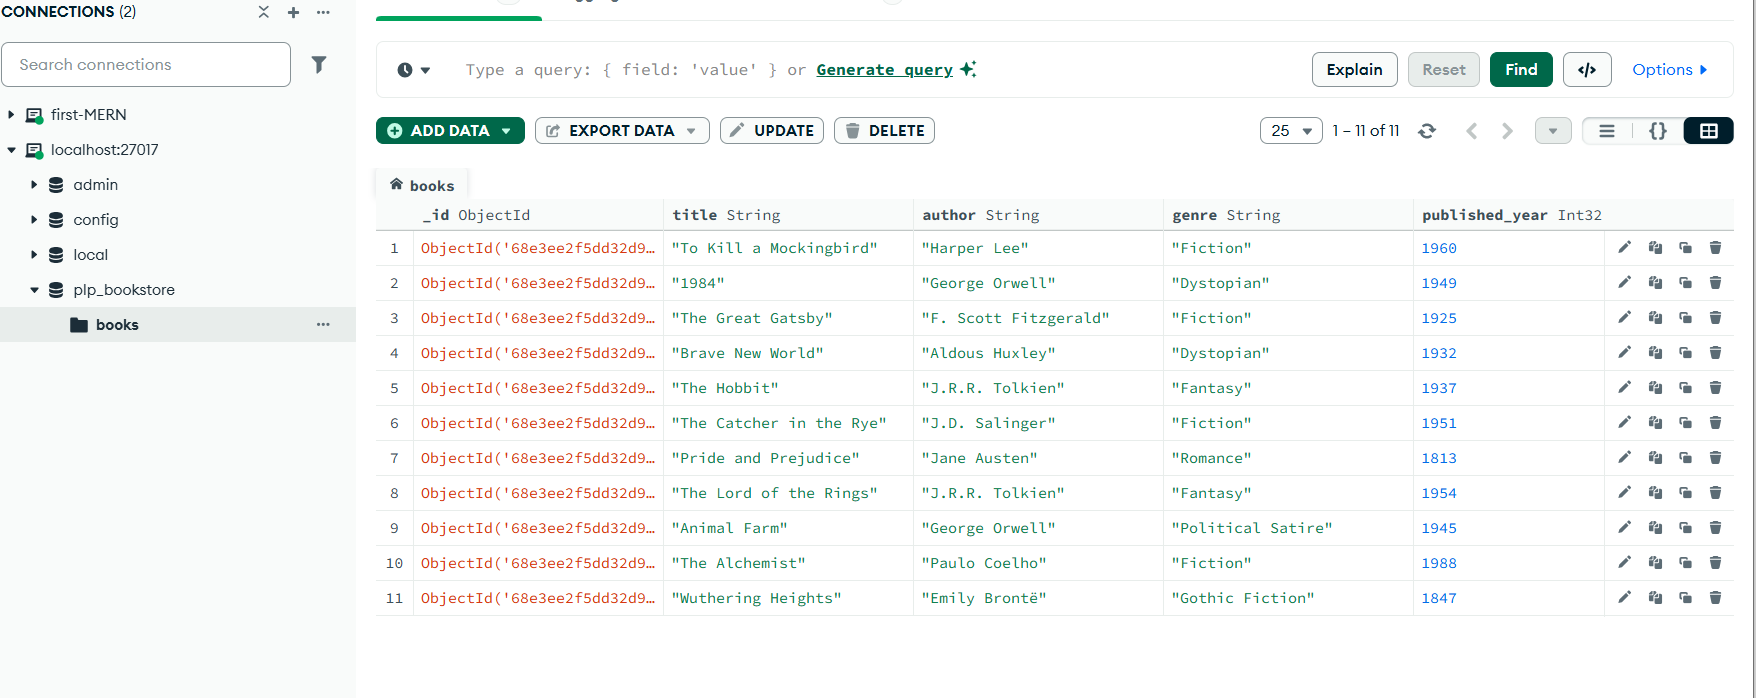 CONNECTIONS (2)
Search connections
first-MERN
localhost:27017
admin
config
local
plp_bookstore
books
Type a query: { field: 'value' } or Generate query
Explain
Reset
Find
</>
Options
ADD DATA
EXPORT DATA
UPDATE
DELETE
25
1 – 11 of 11
{}
books
_id ObjectId title String author String genre String published_year Int32
1 ObjectId('68e3ee2f5dd32d9… "To Kill a Mockingbird" "Harper Lee" "Fiction" 1960
2 ObjectId('68e3ee2f5dd32d9… "1984" "George Orwell" "Dystopian" 1949
3 ObjectId('68e3ee2f5dd32d9… "The Great Gatsby" "F. Scott Fitzgerald" "Fiction" 1925
4 ObjectId('68e3ee2f5dd32d9… "Brave New World" "Aldous Huxley" "Dystopian" 1932
5 ObjectId('68e3ee2f5dd32d9… "The Hobbit" "J.R.R. Tolkien" "Fantasy" 1937
6 ObjectId('68e3ee2f5dd32d9… "The Catcher in the Rye" "J.D. Salinger" "Fiction" 1951
7 ObjectId('68e3ee2f5dd32d9… "Pride and Prejudice" "Jane Austen" "Romance" 1813
8 ObjectId('68e3ee2f5dd32d9… "The Lord of the Rings" "J.R.R. Tolkien" "Fantasy" 1954
9 ObjectId('68e3ee2f5dd32d9… "Animal Farm" "George Orwell" "Political Satire" 1945
10 ObjectId('68e3ee2f5dd32d9… "The Alchemist" "Paulo Coelho" "Fiction" 1988
11 ObjectId('68e3ee2f5dd32d9… "Wuthering Heights" "Emily Brontë" "Gothic Fiction" 1847